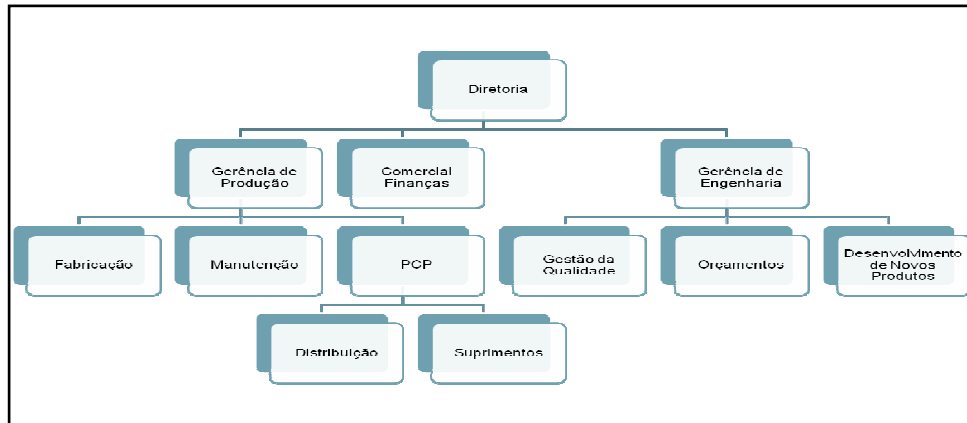 Diretoria
Gerência de
Produção
Comercial
Finanças
Gerência de
Engenharia
Fabricação
Manutenção
PCP
Gestão da
Qualidade
Orçamentos
Desenvolvimento
de Novos
Produtos
Distribuição
Suprimentos